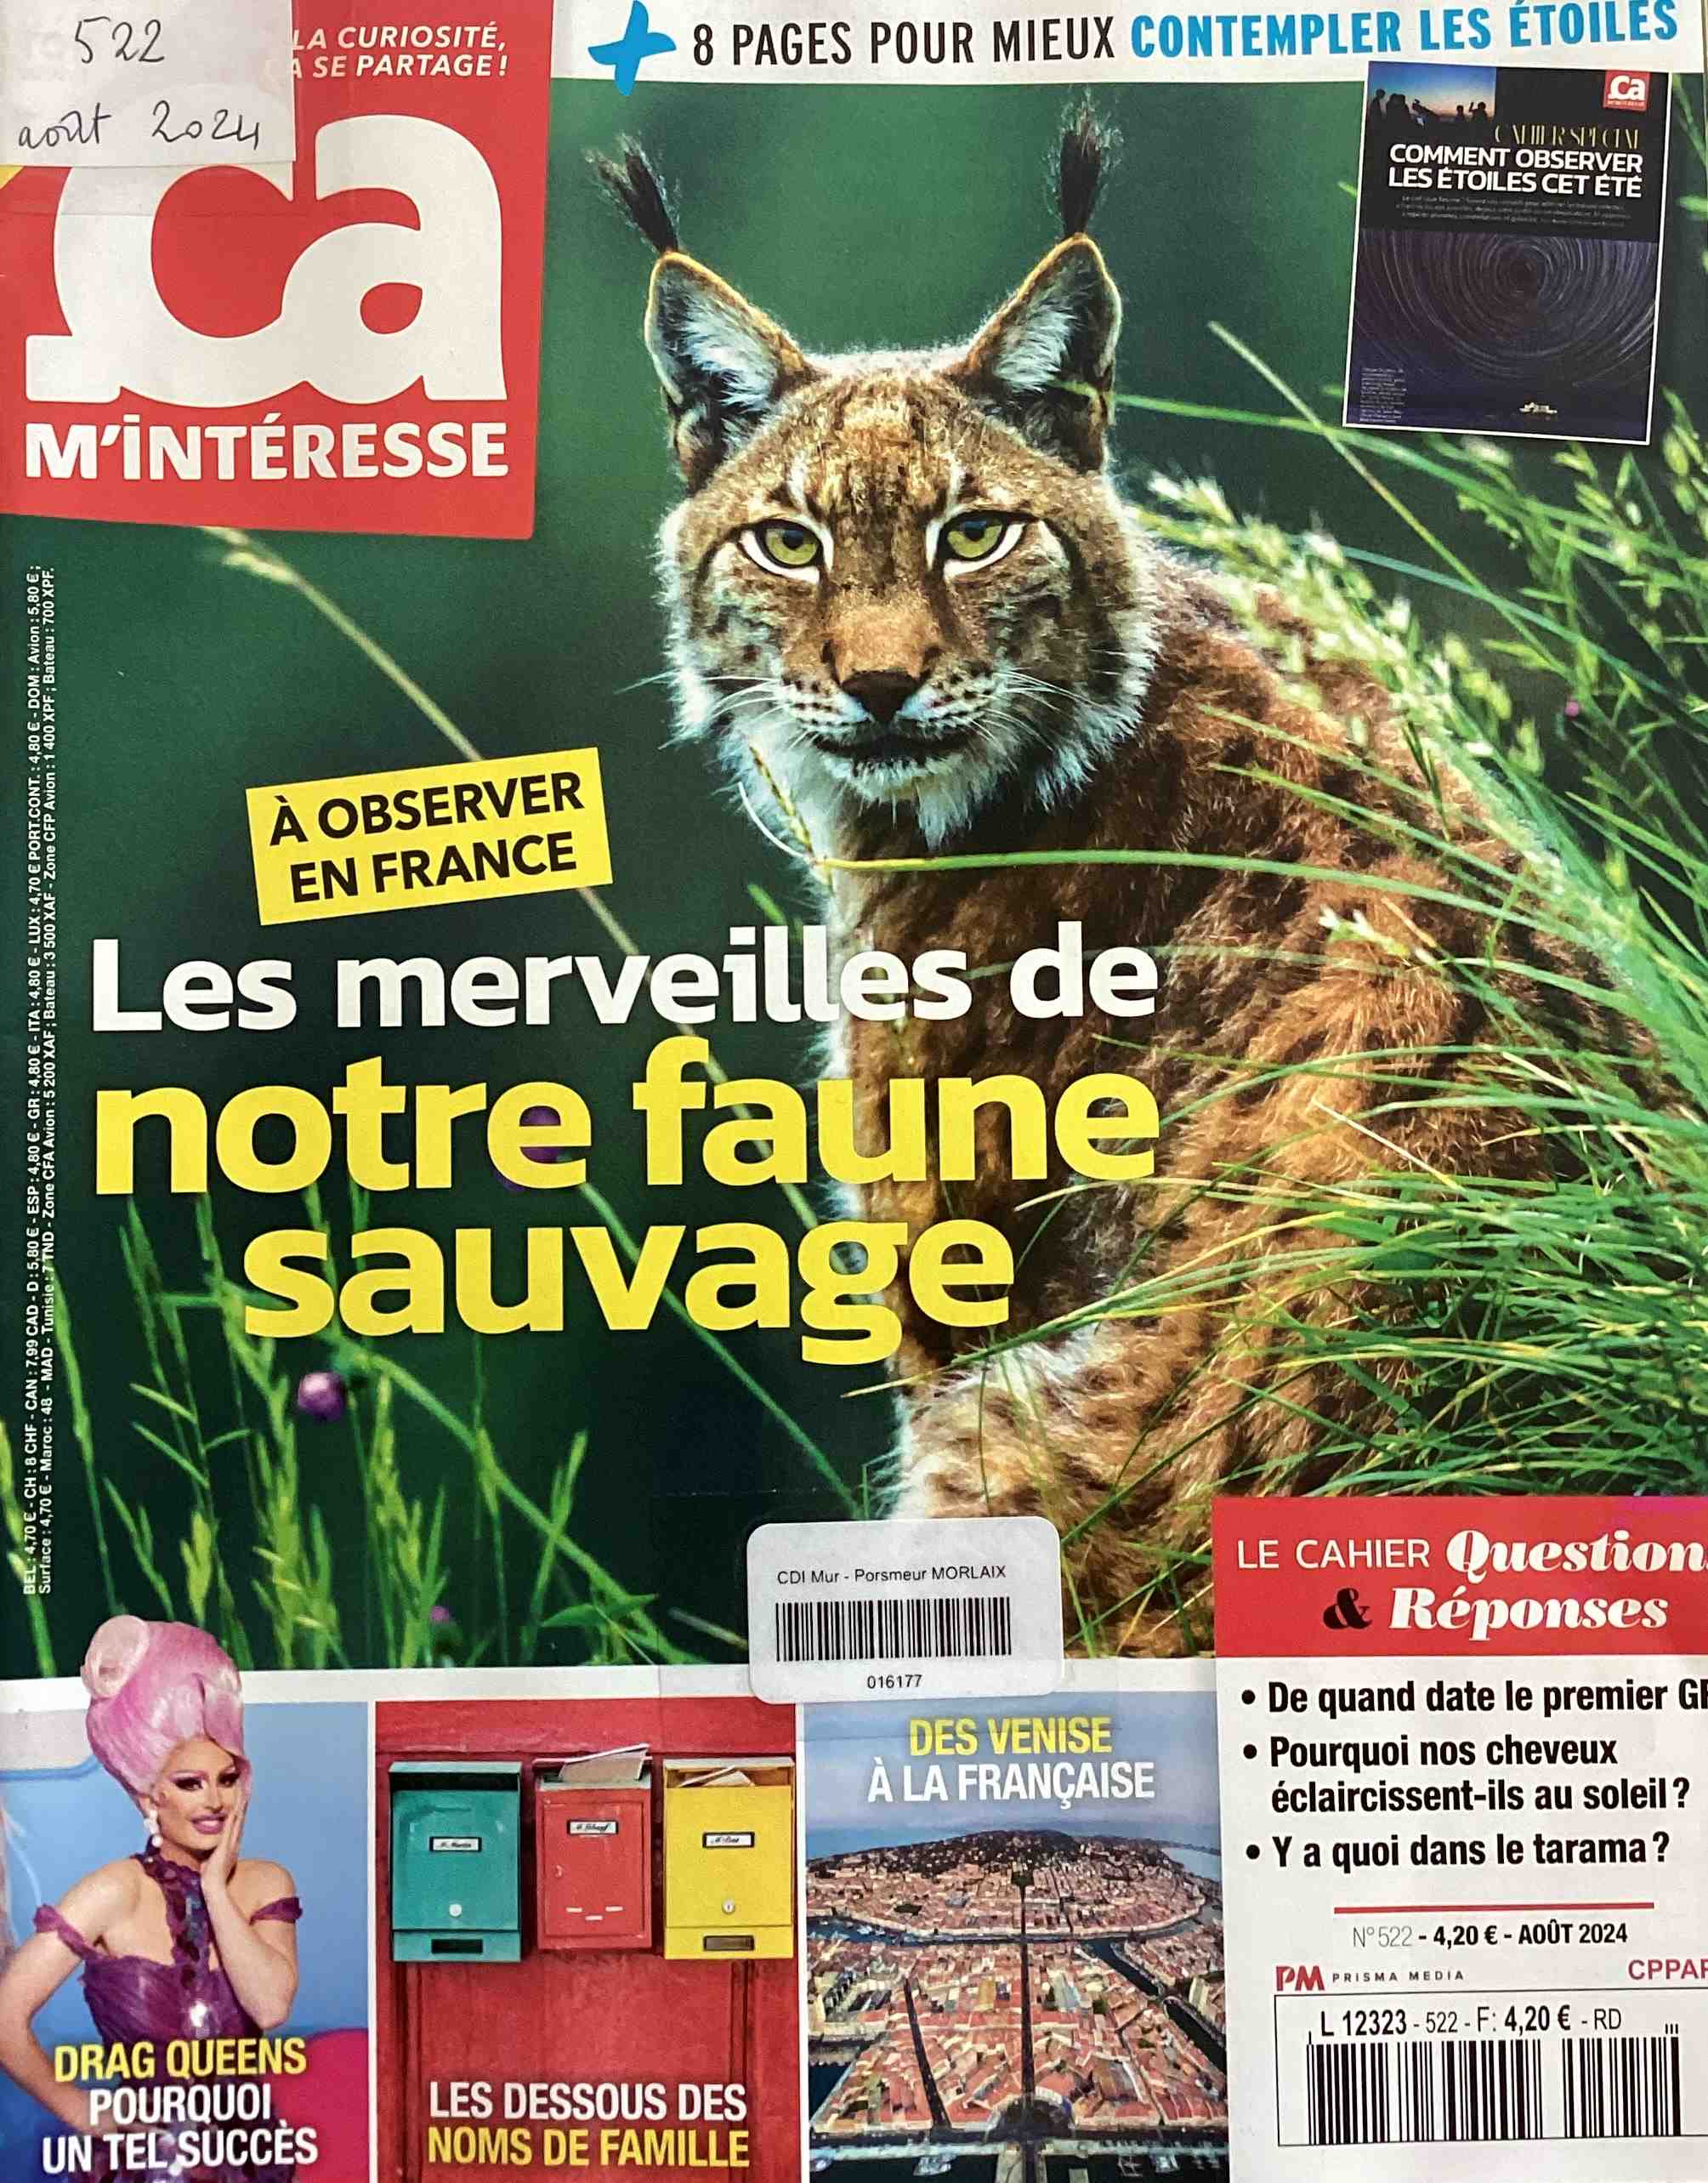 522
août 2024
LA CURIOSITÉ,
SE PARTAGE !
+ 8 PAGES POUR MIEUX CONTEMPLER LES ÉTOILES
Ça
M'INTÉRESSE
Ça
CAHIER SPÉCIAL
COMMENT OBSERVER
LES ÉTOILES CET ÉTÉ
BEL : 4,70 € - CH : 8 CHF - CAN : 7,99 CAD - D : 5,80 € - ESP : 4,80 € - GR : 4,80 € - ITA : 4,80 € - LUX : 4,70 € PORT.CONT. : 4,80 € - DOM : Avion : 5,80 € ;
Surface : 4,70 € - Maroc : 48 - MAD - Tunisie : 7 TND - Zone CFA Avion : 5 200 XAF ; Bateau : 3 500 XAF - Zone CFP Avion : 1 400 XPF ; Bateau : 700 XPF.
À OBSERVER
EN FRANCE
Les merveilles de
notre faune
sauvage
CDI Mur - Porsmeur MORLAIX
016177
LE CAHIER Question
& Réponses
• De quand date le premier
• Pourquoi nos cheveux
éclaircissent-ils au soleil ?
• Y a quoi dans le tarama ?
N° 522 - 4,20 € - AOÛT 2024
PM PRISMA MEDIA
CPPAP
L 12323 - 522 - F: 4,20 € - RD
DRAG QUEENS
POURQUOI
UN TEL SUCCÈS
LES DESSOUS DES
NOMS DE FAMILLE
DES VENISE
À LA FRANÇAISE